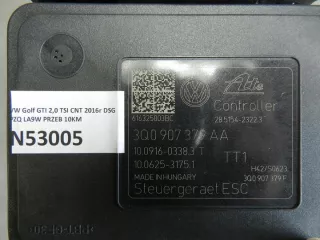 VW Golf GTI 2,0 TSI CNT 2016r DSG
PZQ LA9W PRZEB 10KM
N53005
Ate
Controller
28.5154-2322.3
3Q0 907 379 AA
10.0916-0338.3 T
10.0625-3175.1
TT1
H42/S0623
MADE IN HUNGARY
3Q0 907 379 F
Steuergeraet ESC